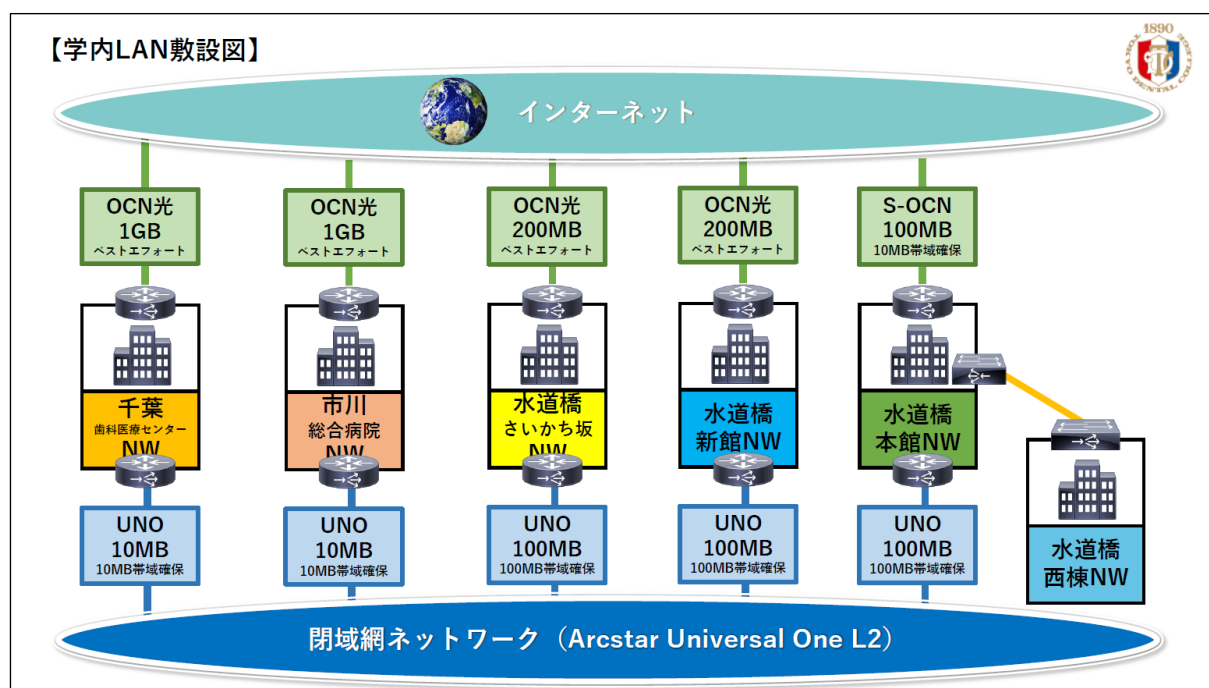 【学内LAN敷設図】
1890
TOKYO DENTAL COLLEGE
インターネット
OCN光
1GB
ベストエフォート
OCN光
1GB
ベストエフォート
OCN光
200MB
ベストエフォート
OCN光
200MB
ベストエフォート
S-OCN
100MB
10MB帯域確保
千葉
歯科医療センター
NW
市川
総合病院
NW
水道橋
さいかち坂
NW
水道橋
新館NW
水道橋
本館NW
水道橋
西棟NW
UNO
10MB
10MB帯域確保
UNO
10MB
10MB帯域確保
UNO
100MB
100MB帯域確保
UNO
100MB
100MB帯域確保
UNO
100MB
100MB帯域確保
閉域網ネットワーク（Arcstar Universal One L2）